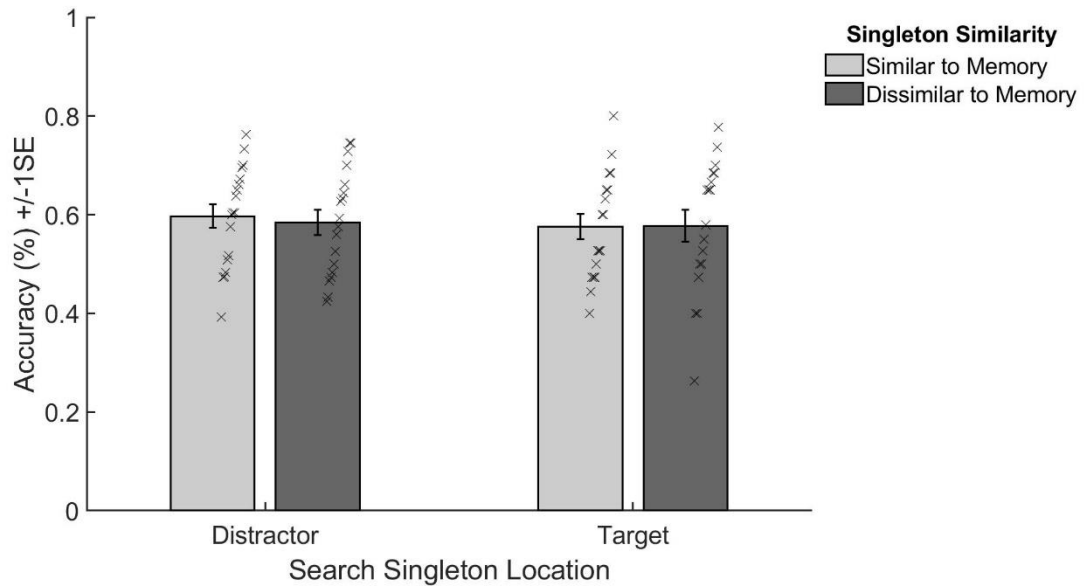 Singleton Similarity
Similar to Memory
Dissimilar to Memory
Accuracy (%) +/-1SE
1
0.8
0.6
0.4
0.2
0
Distractor
Target
Search Singleton Location